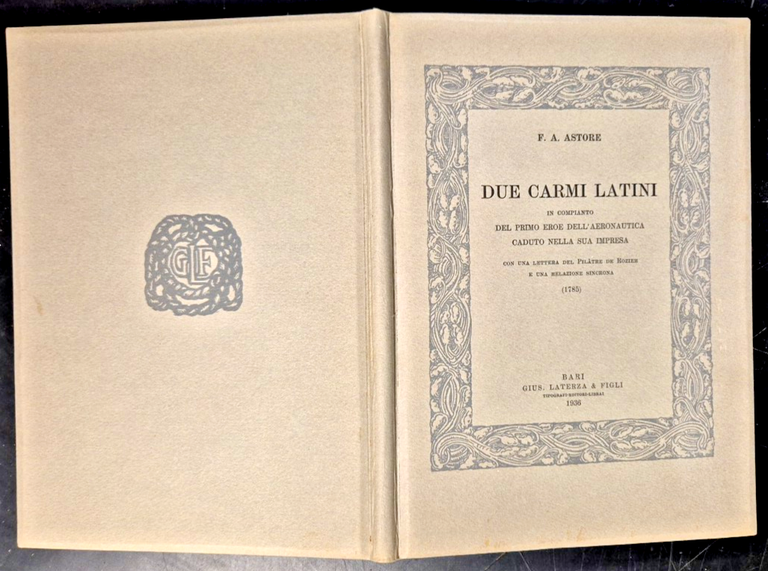 GLF
F. A. ASTORE
DUE CARMI LATINI
IN COMPIANTO
DEL PRIMO EROE DELL'AERONAUTICA
CADUTO NELLA SUA IMPRESA
CON UNA LETTERA DEL PILÂTRE DE ROZIER
E UNA RELAZIONE SINCRONA
(1785)
BARI
GIUS. LATERZA & FIGLI
TIPOGRAFI-EDITORI-LIBRAI
1936